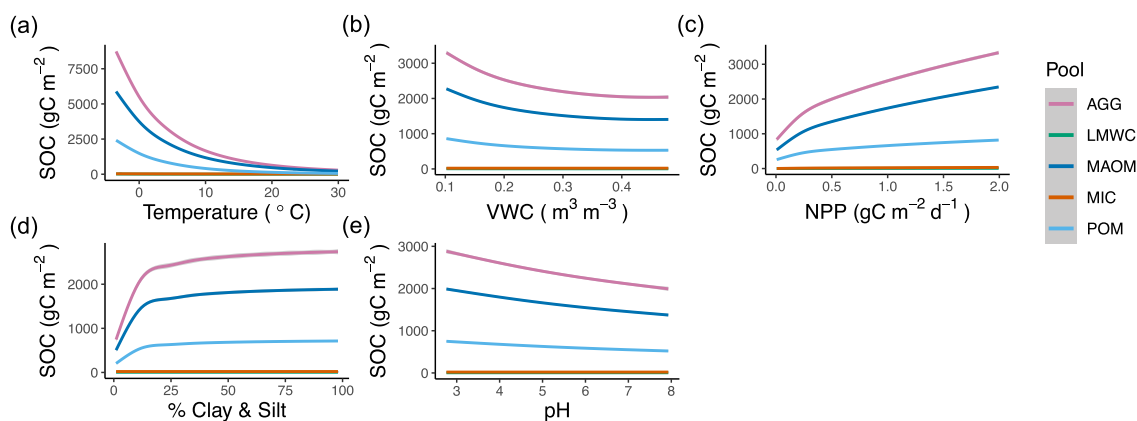 (a)
SOC (gC m⁻² )
7500
5000
2500
0
0
10
20
30
Temperature ( ° C)
(b)
SOC (gC m⁻² )
3000
2000
1000
0
0.1
0.2
0.3
0.4
VWC ( m³ m⁻³)
(c)
SOC (gC m⁻² )
3000
2000
1000
0
0.0
0.5
1.0
1.5
2.0
NPP (gC m⁻² d⁻¹ )
Pool
AGG
LMWC
MAOM
MIC
POM
(d)
SOC (gC m⁻² )
2000
1000
0
0
25
50
75
100
% Clay & Silt
(e)
SOC (gC m⁻² )
3000
2000
1000
0
3
4
5
6
7
8
pH